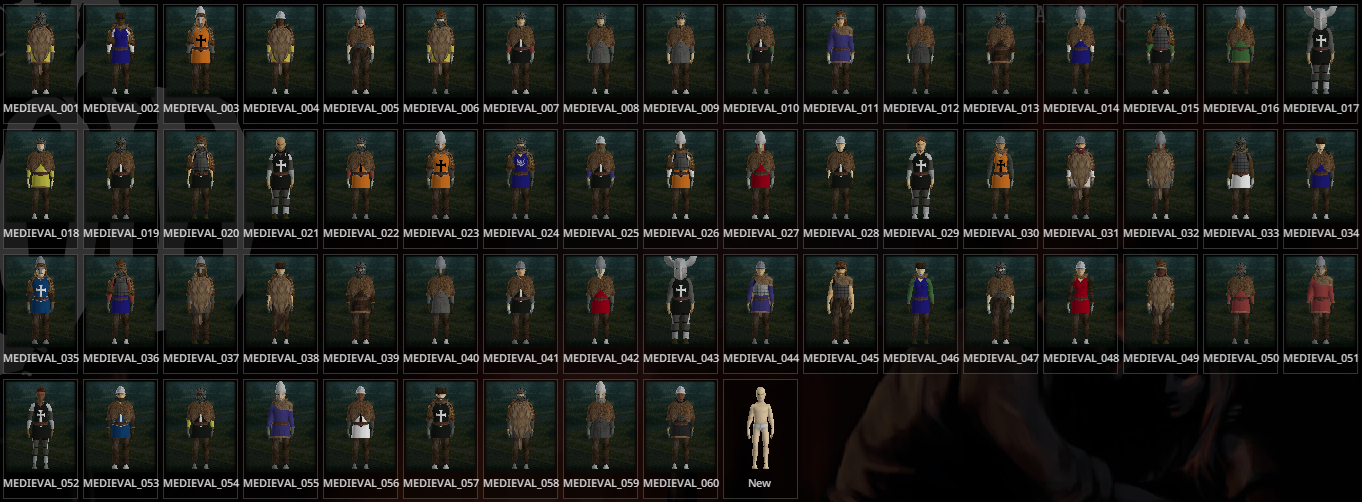 MEDIEVAL_001 MEDIEVAL_002 MEDIEVAL_003 MEDIEVAL_004 MEDIEVAL_005 MEDIEVAL_006 MEDIEVAL_007 MEDIEVAL_008 MEDIEVAL_009 MEDIEVAL_010 MEDIEVAL_011 MEDIEVAL_012 MEDIEVAL_013 MEDIEVAL_014 MEDIEVAL_015 MEDIEVAL_016 MEDIEVAL_017
MEDIEVAL_018 MEDIEVAL_019 MEDIEVAL_020 MEDIEVAL_021 MEDIEVAL_022 MEDIEVAL_023 MEDIEVAL_024 MEDIEVAL_025 MEDIEVAL_026 MEDIEVAL_027 MEDIEVAL_028 MEDIEVAL_029 MEDIEVAL_030 MEDIEVAL_031 MEDIEVAL_032 MEDIEVAL_033 MEDIEVAL_034
MEDIEVAL_035 MEDIEVAL_036 MEDIEVAL_037 MEDIEVAL_038 MEDIEVAL_039 MEDIEVAL_040 MEDIEVAL_041 MEDIEVAL_042 MEDIEVAL_043 MEDIEVAL_044 MEDIEVAL_045 MEDIEVAL_046 MEDIEVAL_047 MEDIEVAL_048 MEDIEVAL_049 MEDIEVAL_050 MEDIEVAL_051
MEDIEVAL_052 MEDIEVAL_053 MEDIEVAL_054 MEDIEVAL_055 MEDIEVAL_056 MEDIEVAL_057 MEDIEVAL_058 MEDIEVAL_059 MEDIEVAL_060 New